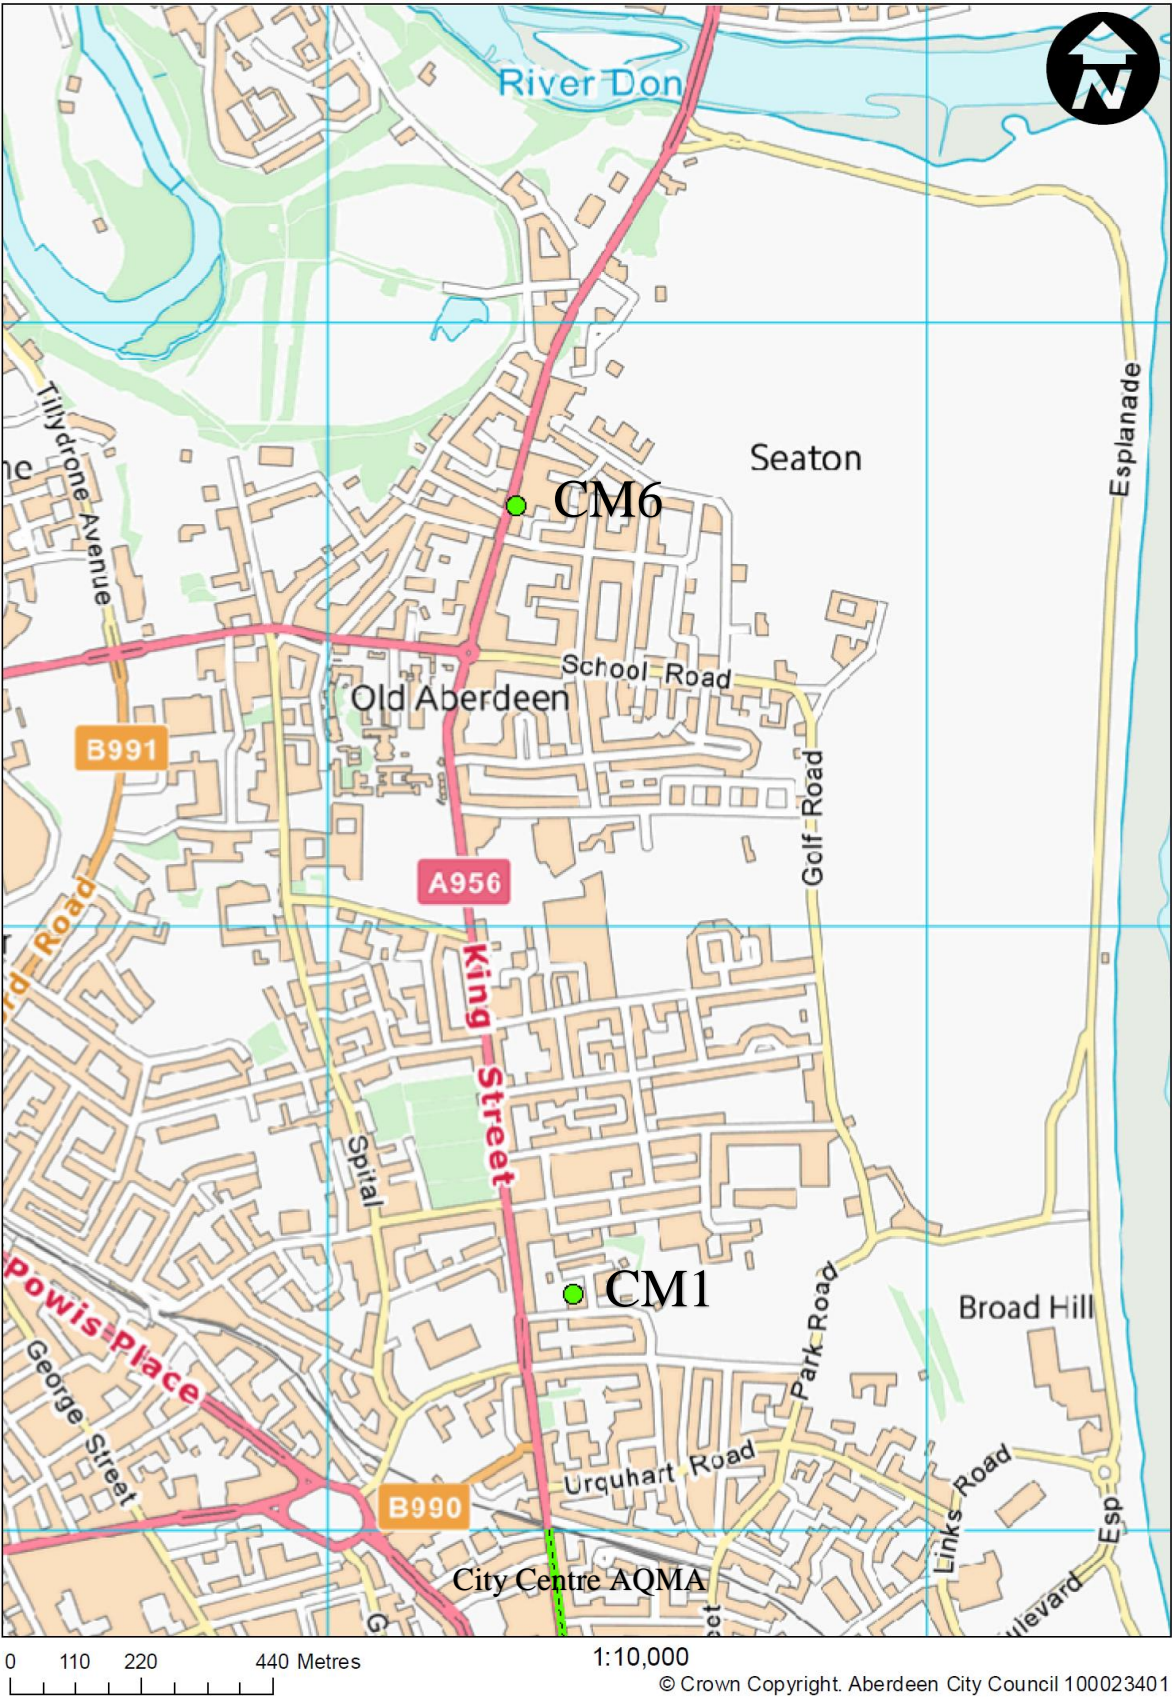 N
River Don
Tillydrone Avenue
Esplanade
Seaton
CM6
School Road
Old Aberdeen
B991
Golf Road
A956
King Street
Spital
CM1
Park Road
Broad Hill
Powis Place
George Street
Urquhart Road
Links Road
B990
Esp
City Centre AQMA
G
0 110 220 440 Metres
1:10,000
© Crown Copyright. Aberdeen City Council 100023401